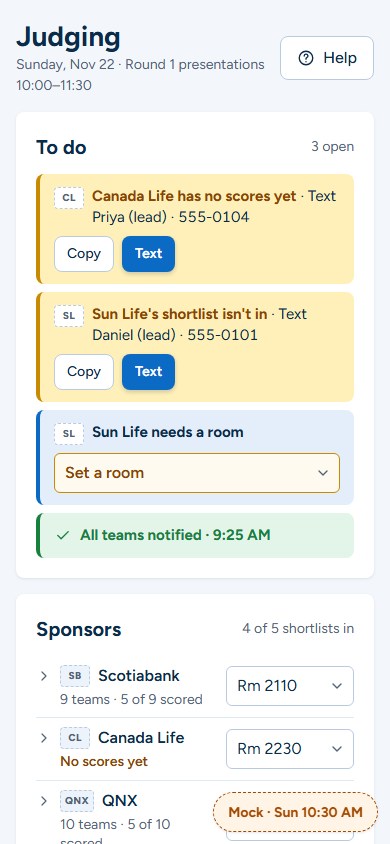 Judging
Sunday, Nov 22 · Round 1 presentations
10:00–11:30
Help
To do
3 open
CL
Canada Life has no scores yet · Text
Priya (lead) · 555-0104
Copy
Text
SL
Sun Life's shortlist isn't in · Text
Daniel (lead) · 555-0101
Copy
Text
SL
Sun Life needs a room
Set a room
All teams notified · 9:25 AM
Sponsors
4 of 5 shortlists in
SB
Scotiabank
9 teams · 5 of 9 scored
Rm 2110
CL
Canada Life
No scores yet
Rm 2230
QNX
QNX
10 teams · 5 of 10
scored
Mock · Sun 10:30 AM